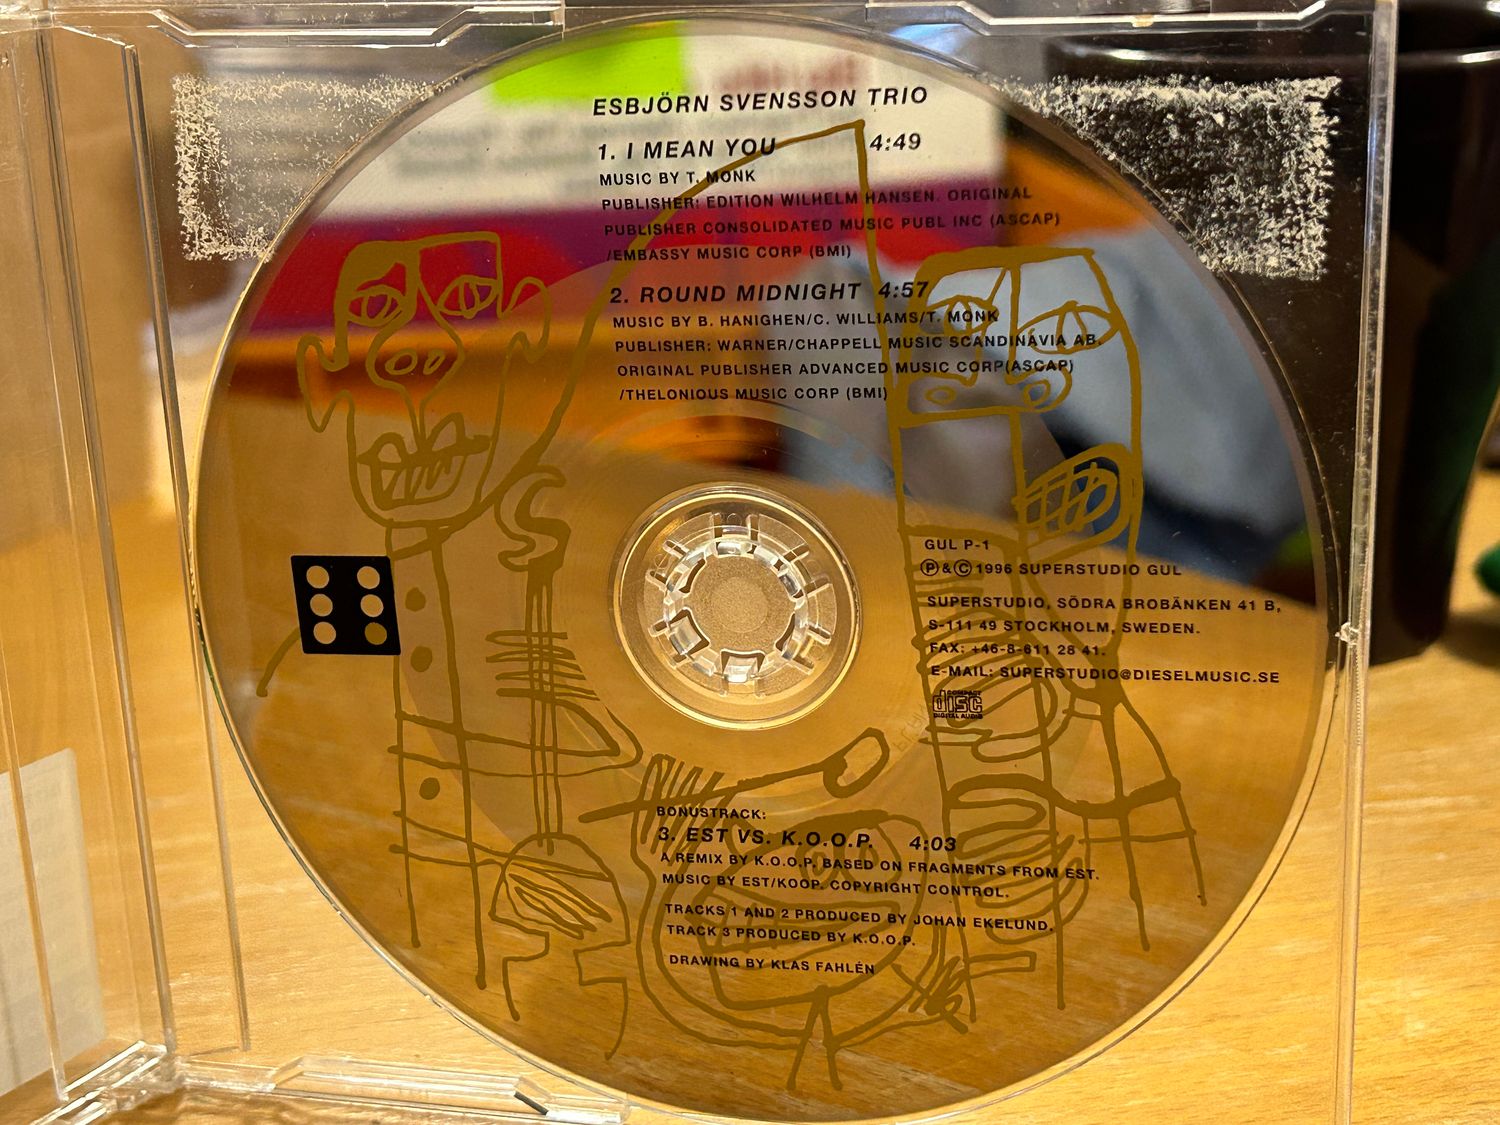 ESBJÖRN SVENSSON TRIO
1. I MEAN YOU 4:49
MUSIC BY T. MONK
PUBLISHER: EDITION WILHELM HANSEN. ORIGINAL
PUBLISHER CONSOLIDATED MUSIC PUBL INC (ASCAP)
/EMBASSY MUSIC CORP (BMI)
2. ROUND MIDNIGHT 4:57
MUSIC BY B. HANIGHEN/C. WILLIAMS/T. MONK
PUBLISHER: WARNER/CHAPPELL MUSIC SCANDINAVIA AB.
ORIGINAL PUBLISHER ADVANCED MUSIC CORP(ASCAP)
/THELONIOUS MUSIC CORP (BMI)
GUL P-1
Ⓟ&Ⓒ1996 SUPERSTUDIO GUL
SUPERSTUDIO, SÖDRA BROBÄNKEN 41 B,
S-111 49 STOCKHOLM, SWEDEN.
FAX: +46-8-611 28 41.
E-MAIL: SUPERSTUDIO@DIESELMUSIC.SE
COMPACT
disc
DIGITAL AUDIO
BONUSTRACK:
3. EST VS. K.O.O.P. 4:03
A REMIX BY K.O.O.P. BASED ON FRAGMENTS FROM EST.
MUSIC BY EST/KOOP. COPYRIGHT CONTROL.
TRACKS 1 AND 2 PRODUCED BY JOHAN EKELUND.
TRACK 3 PRODUCED BY K.O.O.P.
DRAWING BY KLAS FAHLÉN